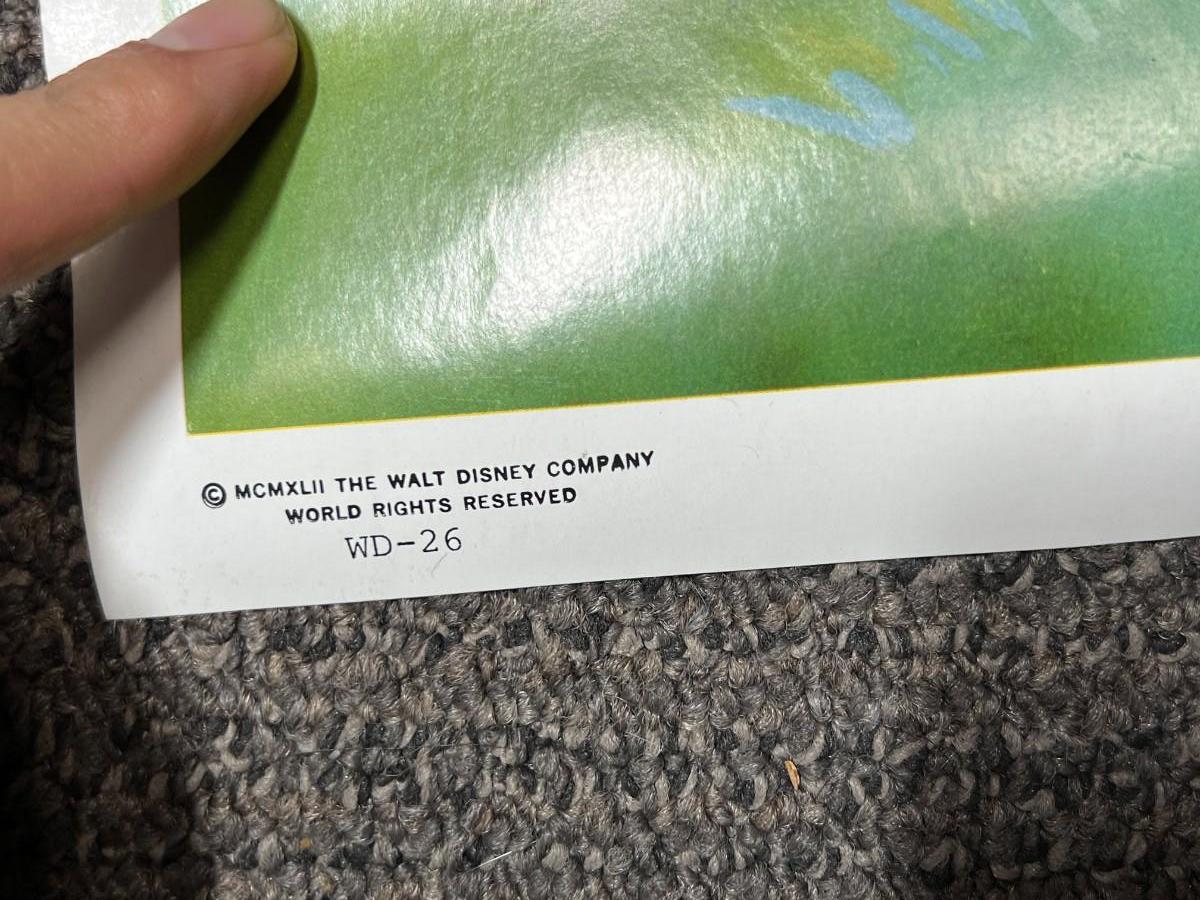 © MCMXLII THE WALT DISNEY COMPANY
WORLD RIGHTS RESERVED
WD-26